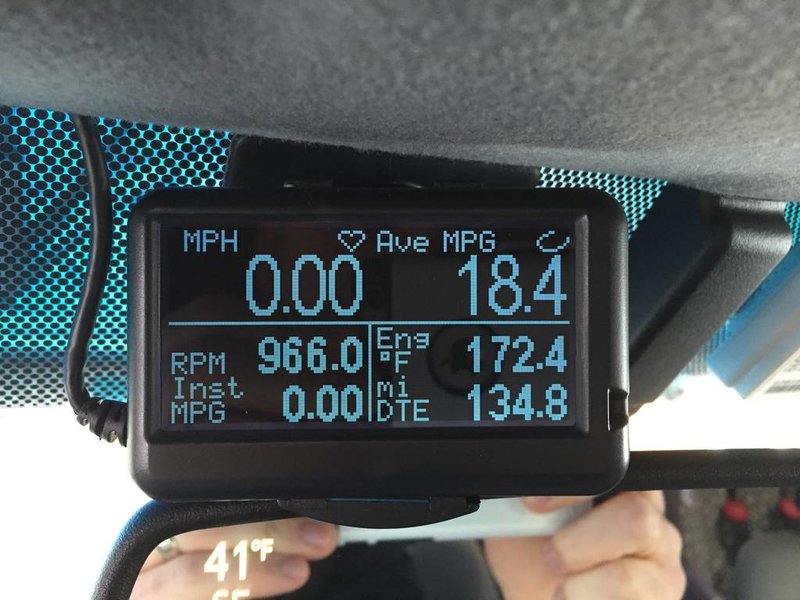 MPH ♡ Ave MPG
0.00 18.4
RPM 966.0 Eng °F 172.4
Inst MPG 0.00 mi DTE 134.8
41°F
SE